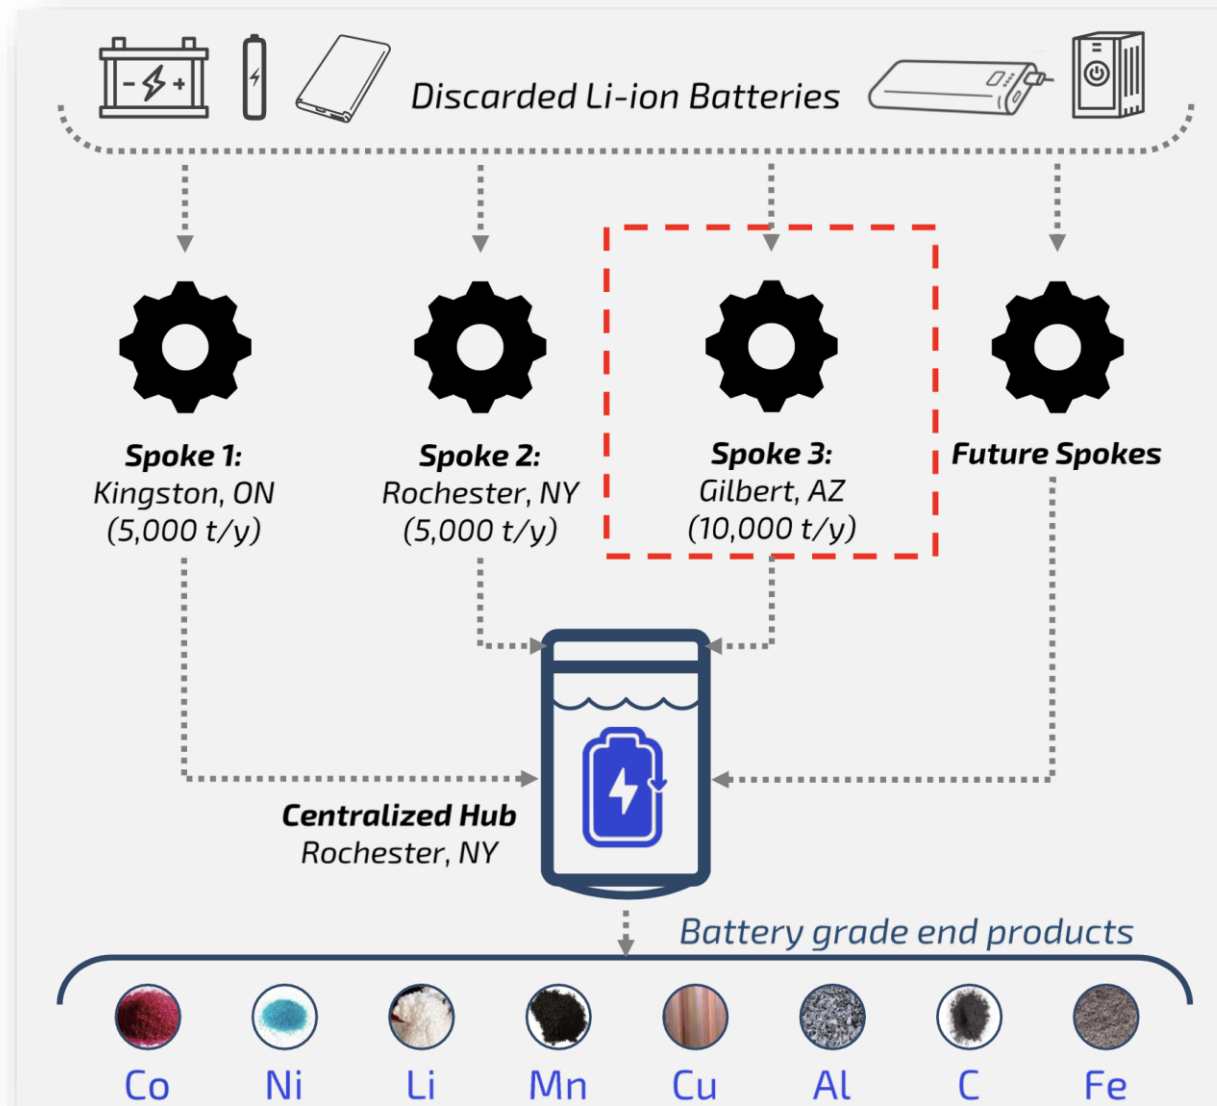 Discarded Li-ion Batteries
Spoke 1:
Kingston, ON
(5,000 t/y)
Spoke 2:
Rochester, NY
(5,000 t/y)
Spoke 3:
Gilbert, AZ
(10,000 t/y)
Future Spokes
Centralized Hub
Rochester, NY
Battery grade end products
Co
Ni
Li
Mn
Cu
Al
C
Fe